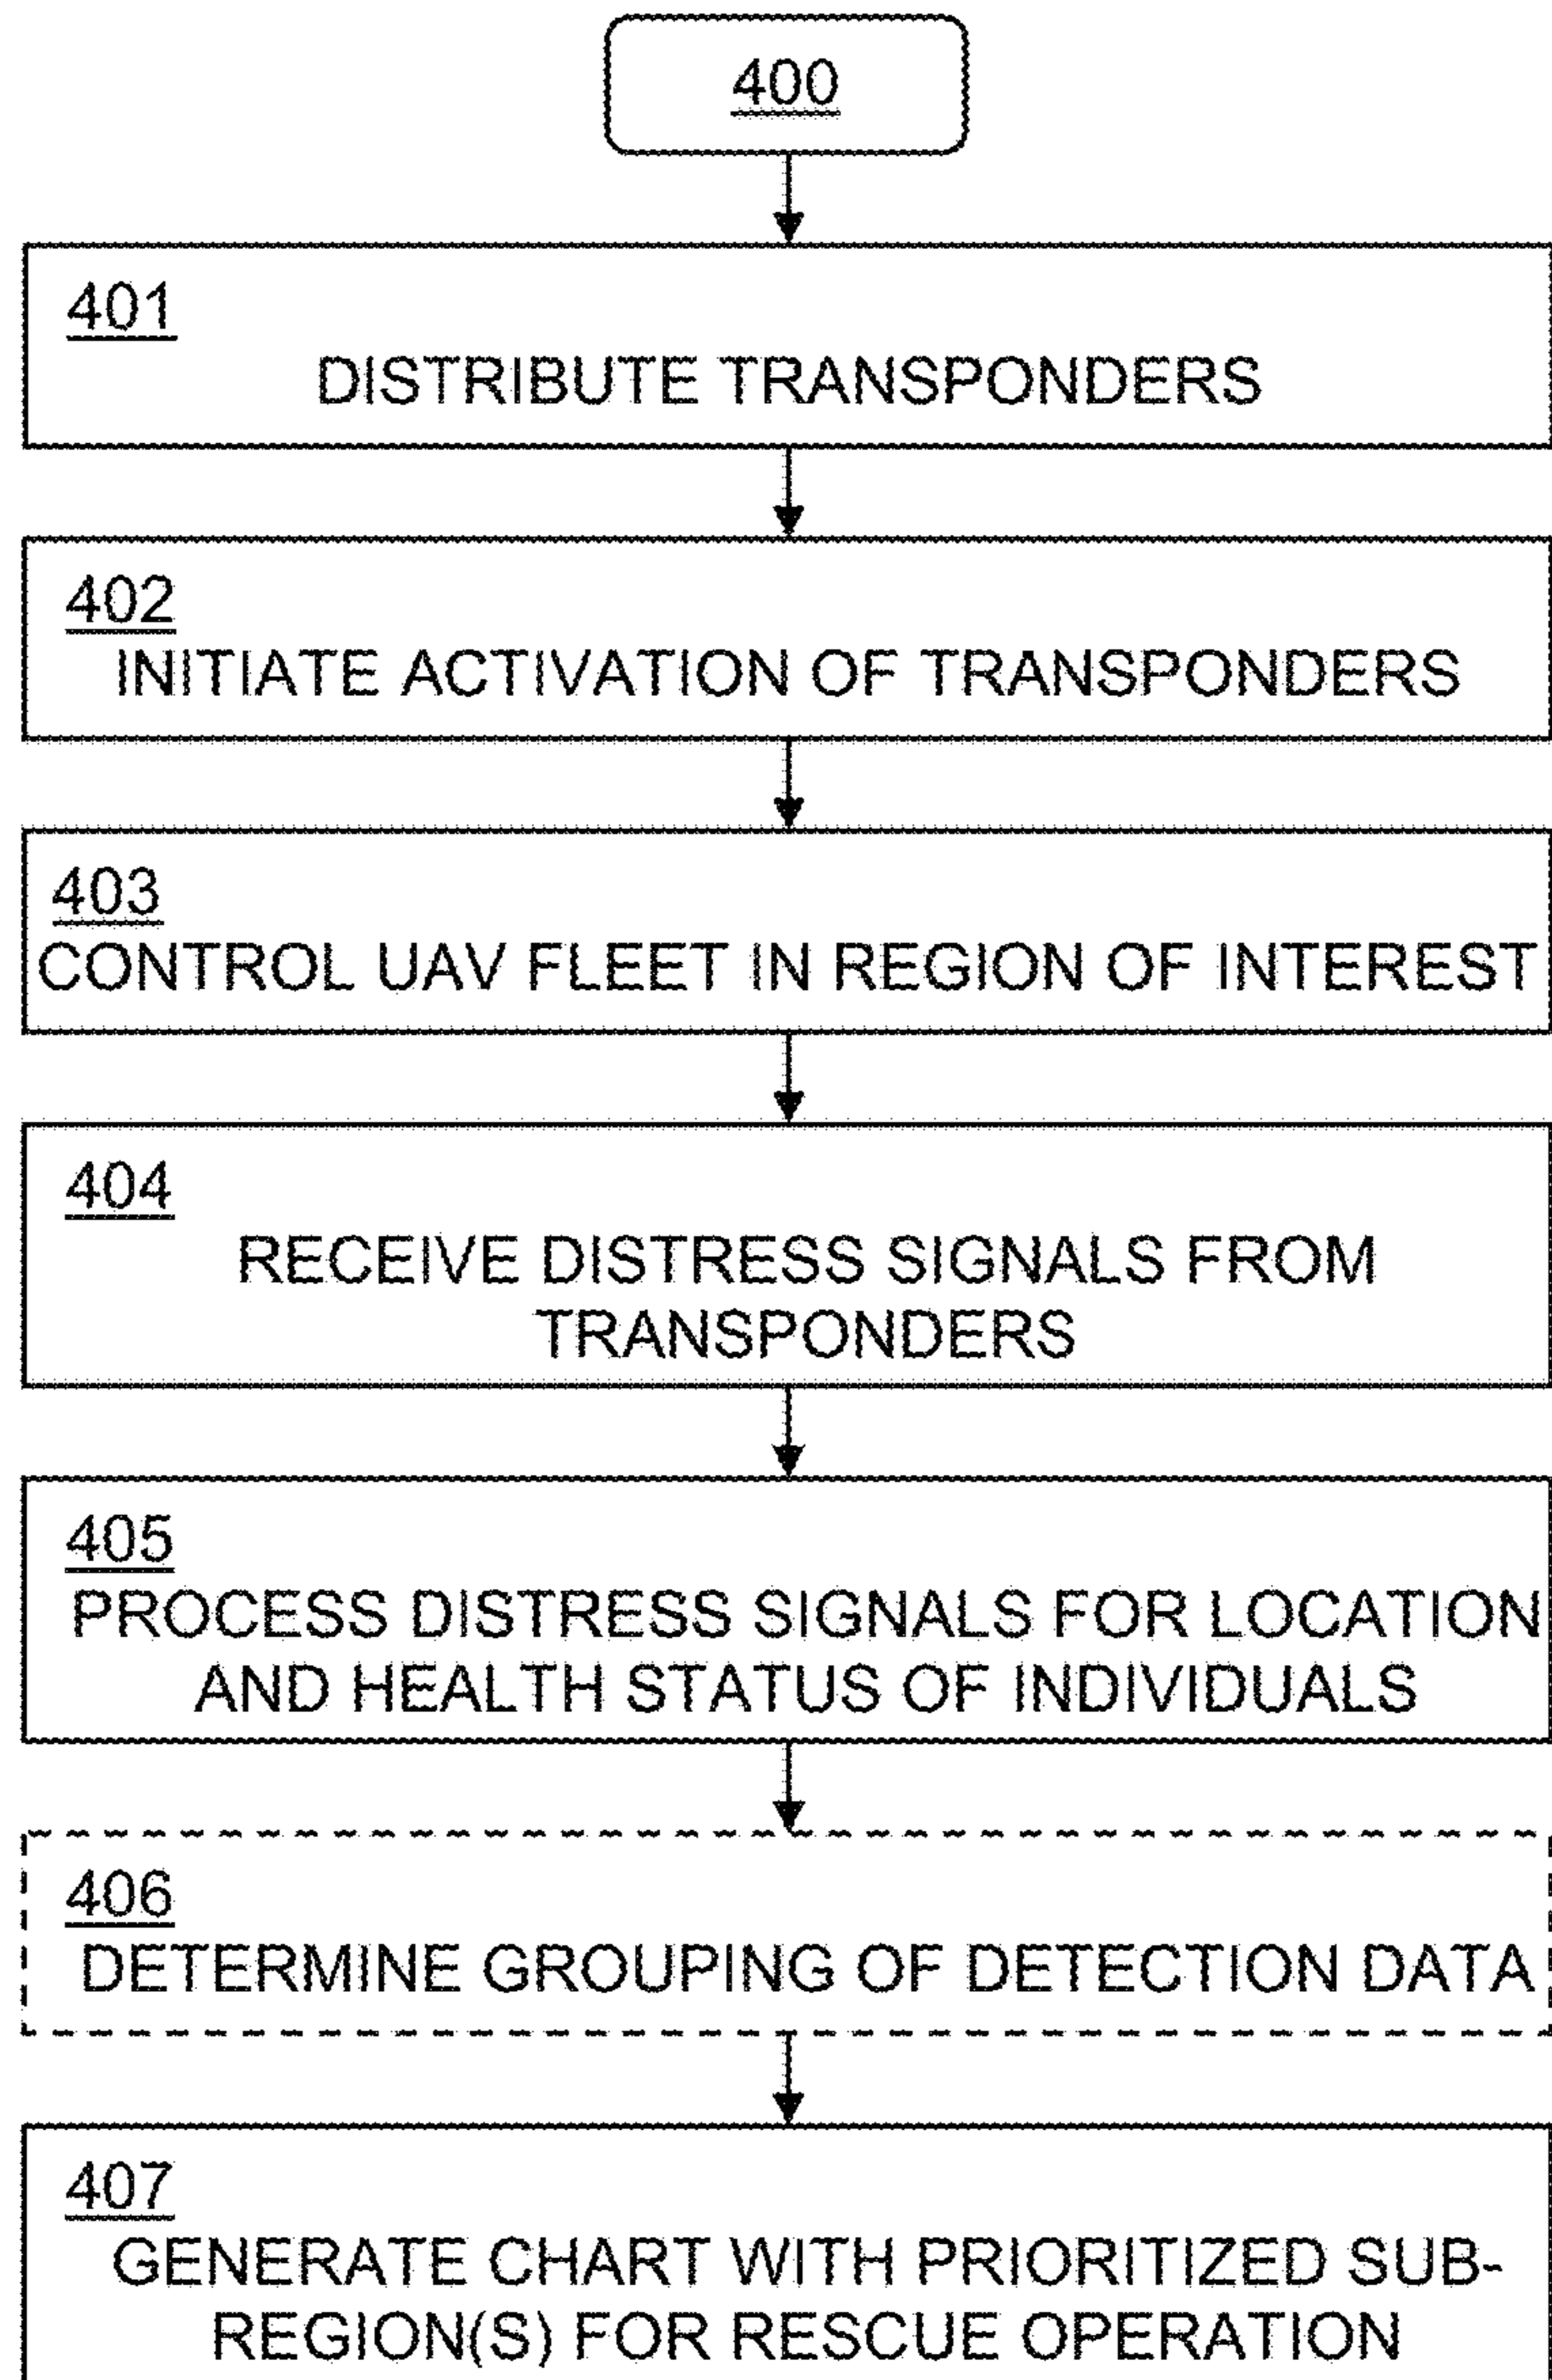 400
401
DISTRIBUTE TRANSPONDERS
402
INITIATE ACTIVATION OF TRANSPONDERS
403
CONTROL UAV FLEET IN REGION OF INTEREST
404
RECEIVE DISTRESS SIGNALS FROM
TRANSPONDERS
405
PROCESS DISTRESS SIGNALS FOR LOCATION
AND HEALTH STATUS OF INDIVIDUALS
406
DETERMINE GROUPING OF DETECTION DATA
407
GENERATE CHART WITH PRIORITIZED SUB-
REGION(S) FOR RESCUE OPERATION